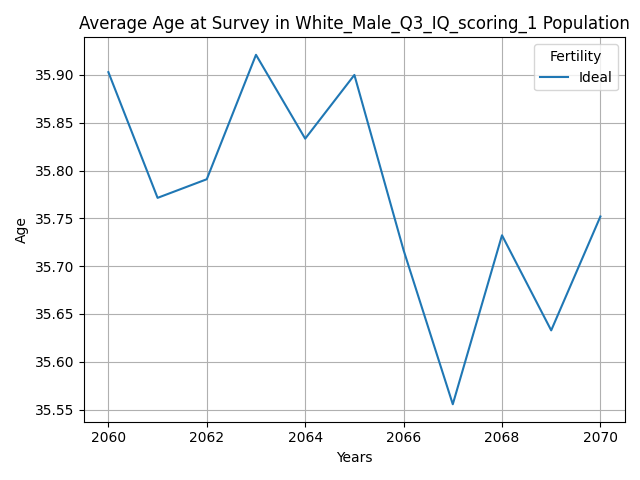 Average Age at Survey in White_Male_Q3_IQ_scoring_1 Population
Fertility
Ideal
35.90
35.85
35.80
35.75
35.70
35.65
35.60
35.55
Age
2060 2062 2064 2066 2068 2070
Years